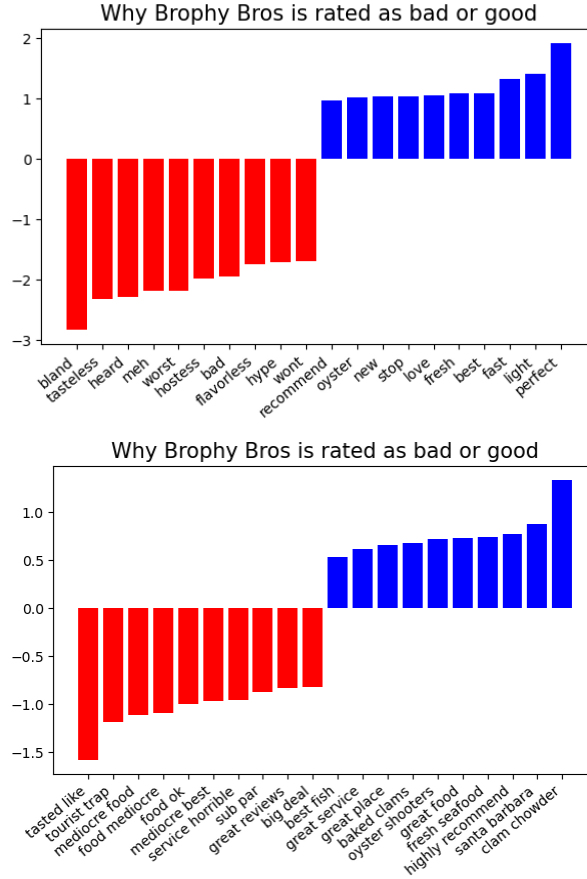 Why Brophy Bros is rated as bad or good
2
1
0
−1
−2
−3
bland
tasteless
heard
meh
worst
hostess
bad
flavorless
hype
wont
recommend
oyster
new
stop
love
fresh
best
fast
light
perfect
Why Brophy Bros is rated as bad or good
1.0
0.5
0.0
−0.5
−1.0
−1.5
tasted like
tourist trap
mediocre food
food mediocre
food ok
mediocre best
service horrible
sub par
great reviews
big deal
best fish
great service
great place
baked clams
oyster shooters
great food
fresh seafood
highly recommend
santa barbara
clam chowder